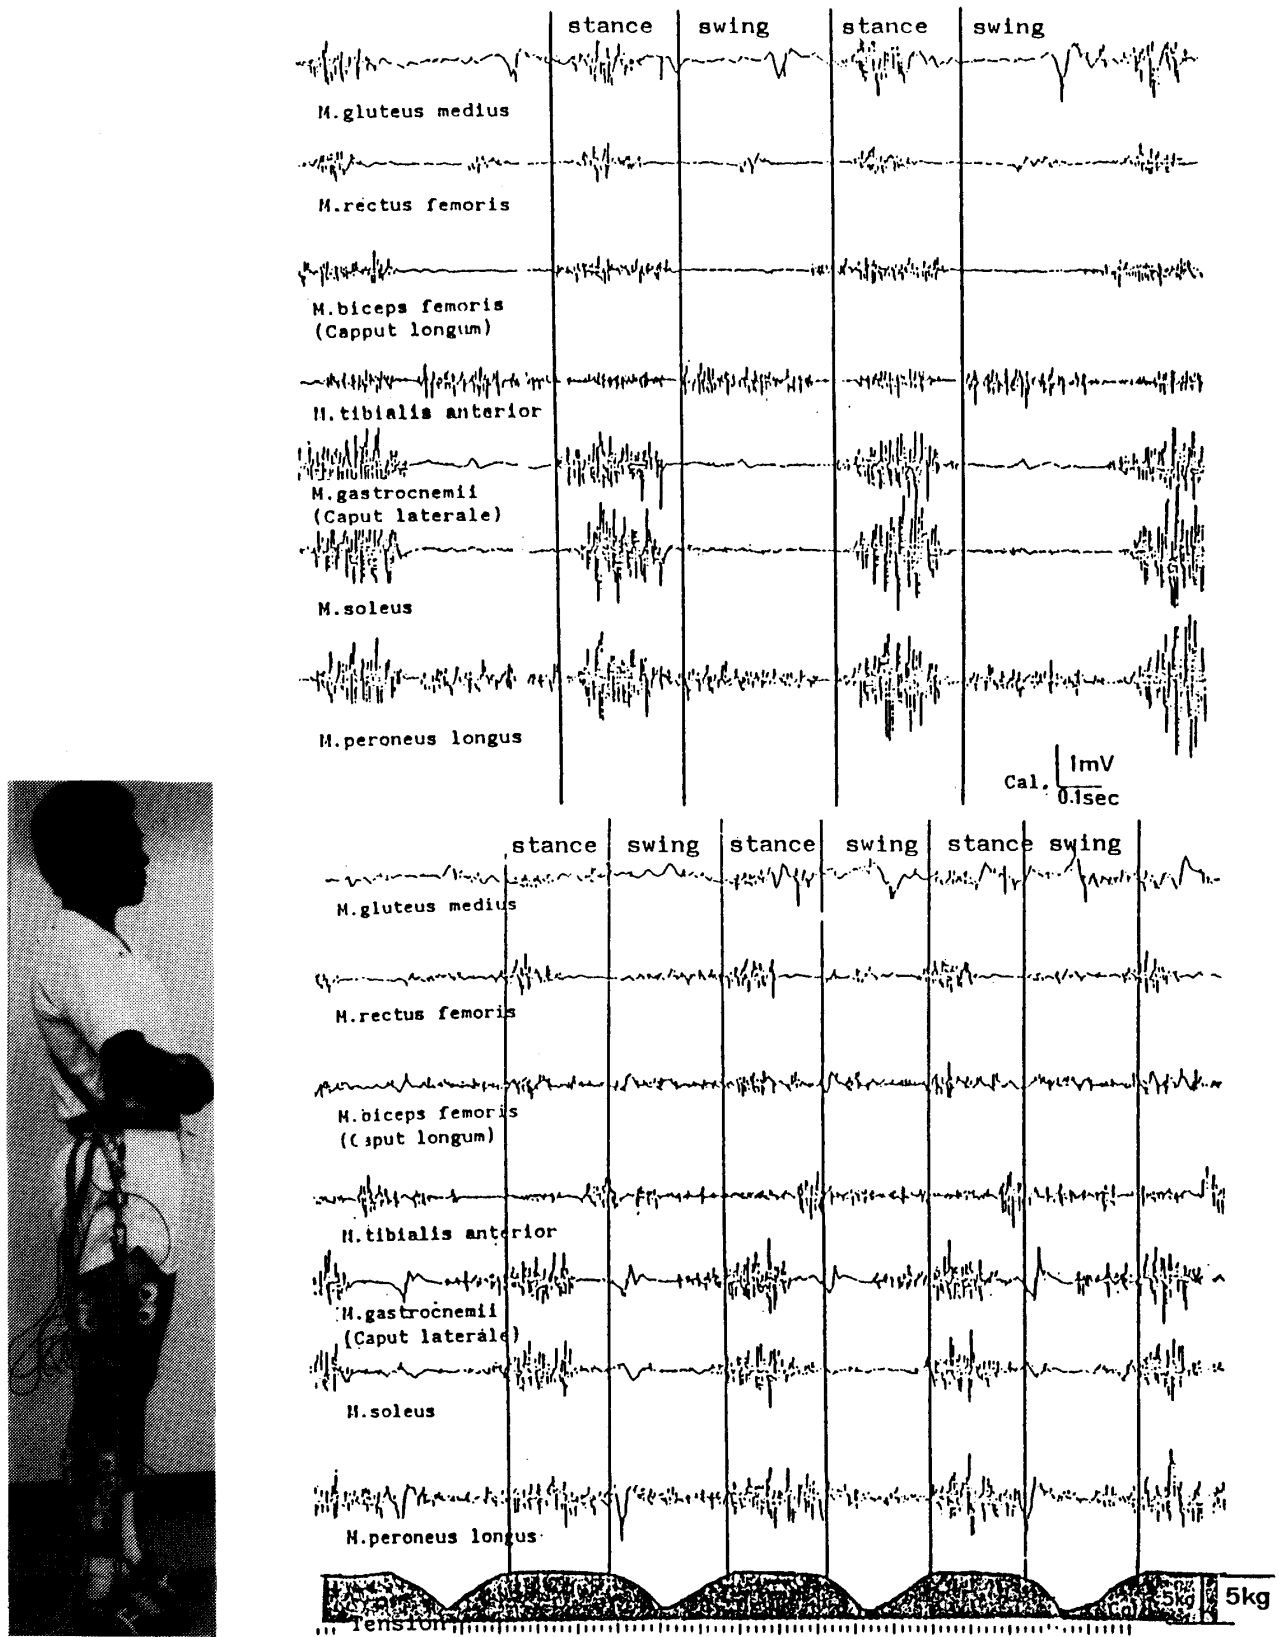 stance swing stance swing
M.gluteus medius
M.rectus femoris
M.biceps femoris
(Capput longum)
M.tibialis anterior
M.gastrocnemii
(Caput laterale)
M.soleus
M.peroneus longus
Cal. 1mV
0.1sec
stance swing stance swing stance swing
M.gluteus medius
M.rectus femoris
M.biceps femoris
(Caput longum)
M.tibialis anterior
M.gastrocnemii
(Caput laterale)
M.soleus
M.peroneus longus
Tension
5kg 5kg